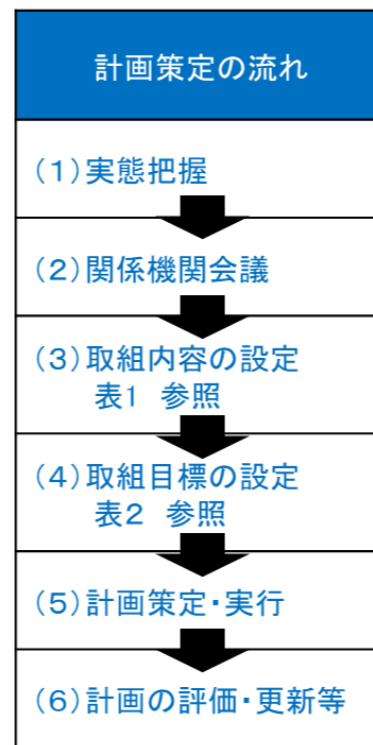 計画策定の流れ
(1)実態把握
(2)関係機関会議
(3)取組内容の設定
表1 参照
(4)取組目標の設定
表2 参照
(5)計画策定・実行
(6)計画の評価・更新等